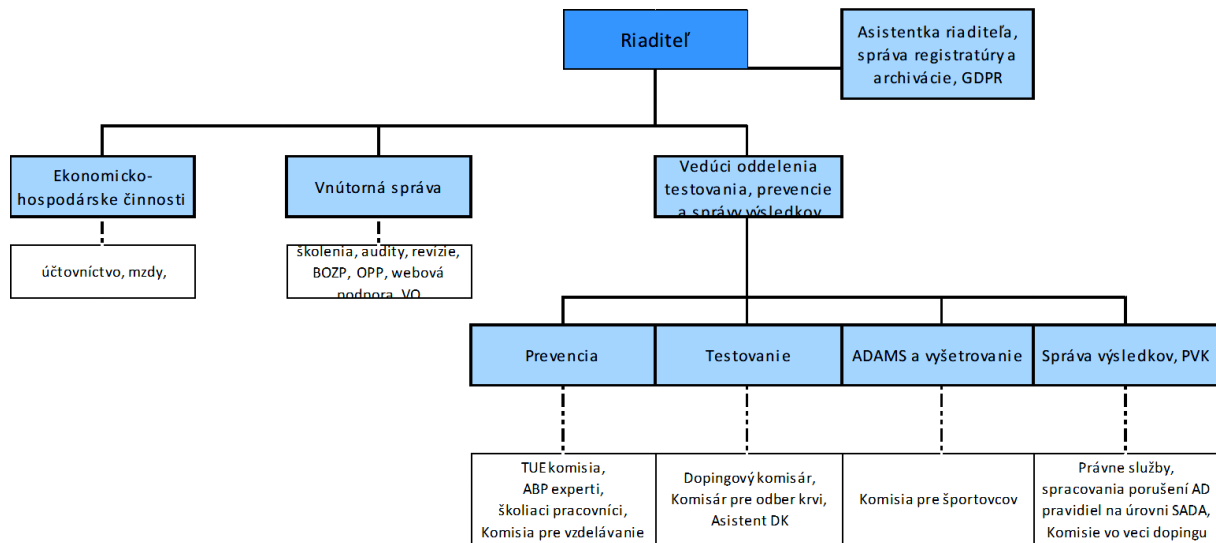 Riaditeľ
Asistentka riaditeľa,
správa registratúry a
archivácie, GDPR
Ekonomicko-
hospodárske činnosti
Vnútorná správa
Vedúci oddelenia
testovania, prevencie
a správy výsledkov
účtovníctvo, mzdy,
školenia, audity, revízie,
BOZP, OPP, webová
podpora, VO
Prevencia
Testovanie
ADAMS a vyšetrovanie
Správa výsledkov, PVK
TUE komisia,
ABP experti,
školiaci pracovníci,
Komisia pre vzdelávanie
Dopingový komisár,
Komisár pre odber krvi,
Asistent DK
Komisia pre športovcov
Právne služby,
spracovania porušení AD
pravidiel na úrovni SADA,
Komisie vo veci dopingu